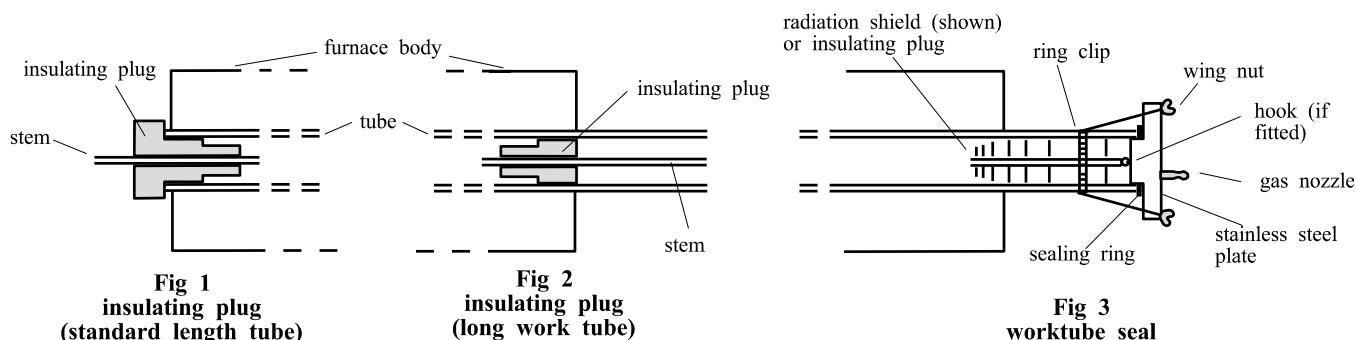 furnace body
insulating plug
stem
tube
insulating plug
stem
radiation shield (shown)
or insulating plug
ring clip
wing nut
hook (if
fitted)
gas nozzle
stainless steel
plate
sealing ring
Fig 1
insulating plug
(standard length tube)
Fig 2
insulating plug
(long work tube)
Fig 3
worktube seal